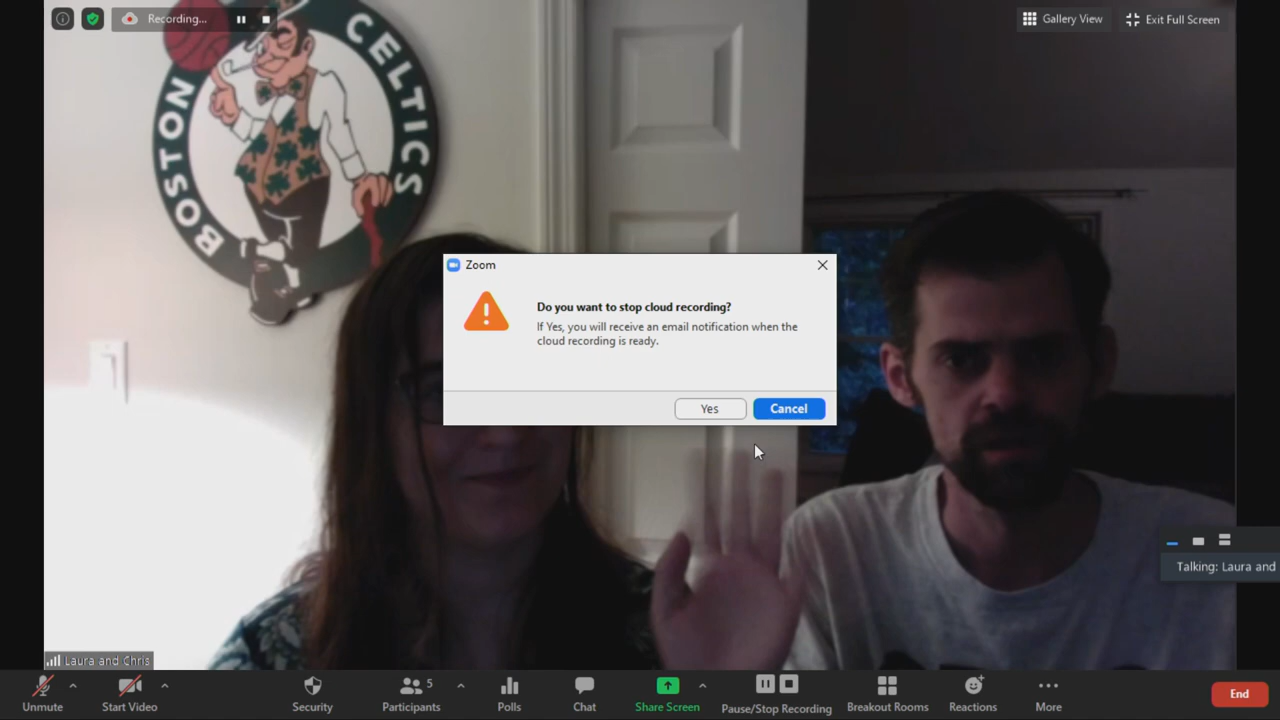 Recording...
Gallery View
Exit Full Screen
BOSTON
CELTICS
Zoom
Do you want to stop cloud recording?
If Yes, you will receive an email notification when the
cloud recording is ready.
Yes
Cancel
Talking: Laura and
Laura and Chris
Unmute
Start Video
Security
Participants
5
Polls
Chat
Share Screen
Pause/Stop Recording
Breakout Rooms
Reactions
More
End